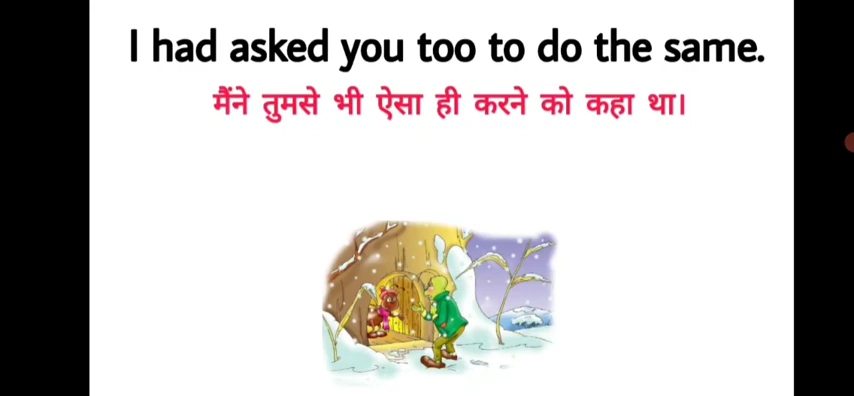 I had asked you too to do the same.
मैंने तुमसे भी ऐसा ही करने को कहा था।